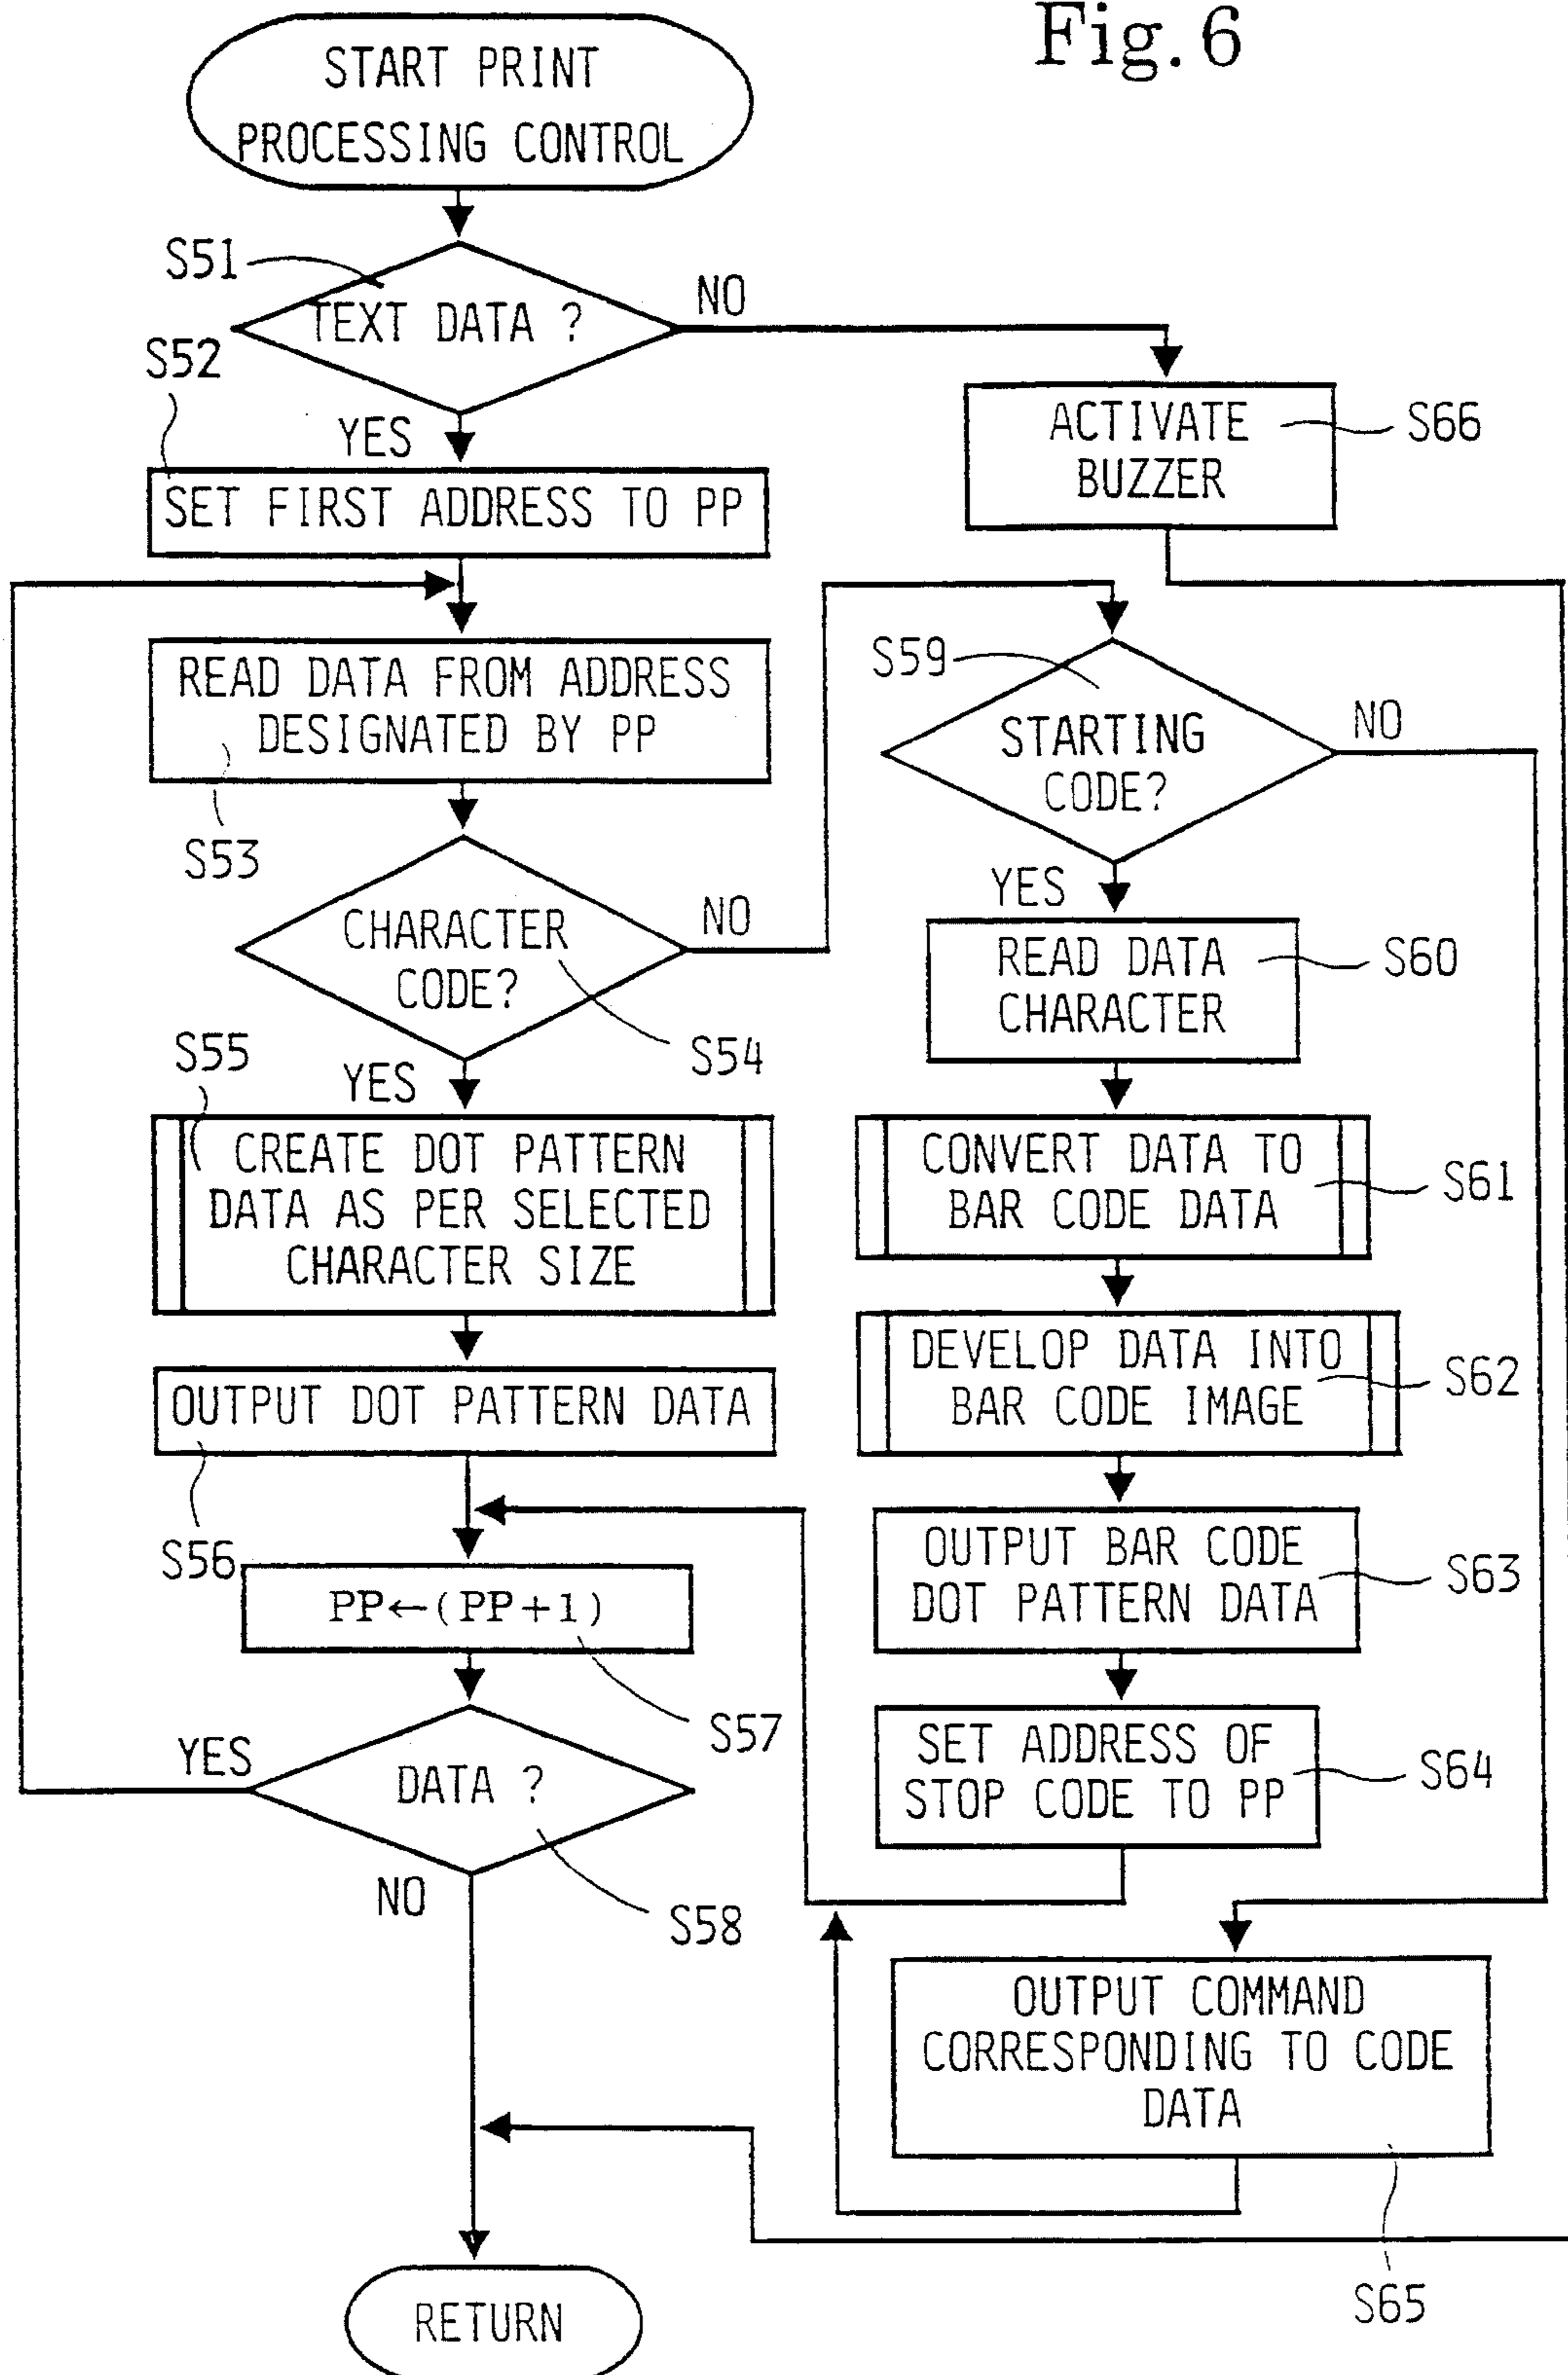 Fig. 6
START PRINT
PROCESSING CONTROL
S51
TEXT DATA ?
NO
YES
S52
SET FIRST ADDRESS TO PP
ACTIVATE
BUZZER
S66
READ DATA FROM ADDRESS
DESIGNATED BY PP
S53
CHARACTER
CODE?
NO
S54
YES
S55
CREATE DOT PATTERN
DATA AS PER SELECTED
CHARACTER SIZE
OUTPUT DOT PATTERN DATA
S56
PP←(PP+1)
S57
YES
DATA ?
NO
S58
S59
STARTING
CODE?
NO
YES
READ DATA
CHARACTER
S60
CONVERT DATA TO
BAR CODE DATA
S61
DEVELOP DATA INTO
BAR CODE IMAGE
S62
OUTPUT BAR CODE
DOT PATTERN DATA
S63
SET ADDRESS OF
STOP CODE TO PP
S64
OUTPUT COMMAND
CORRESPONDING TO CODE
DATA
S65
RETURN